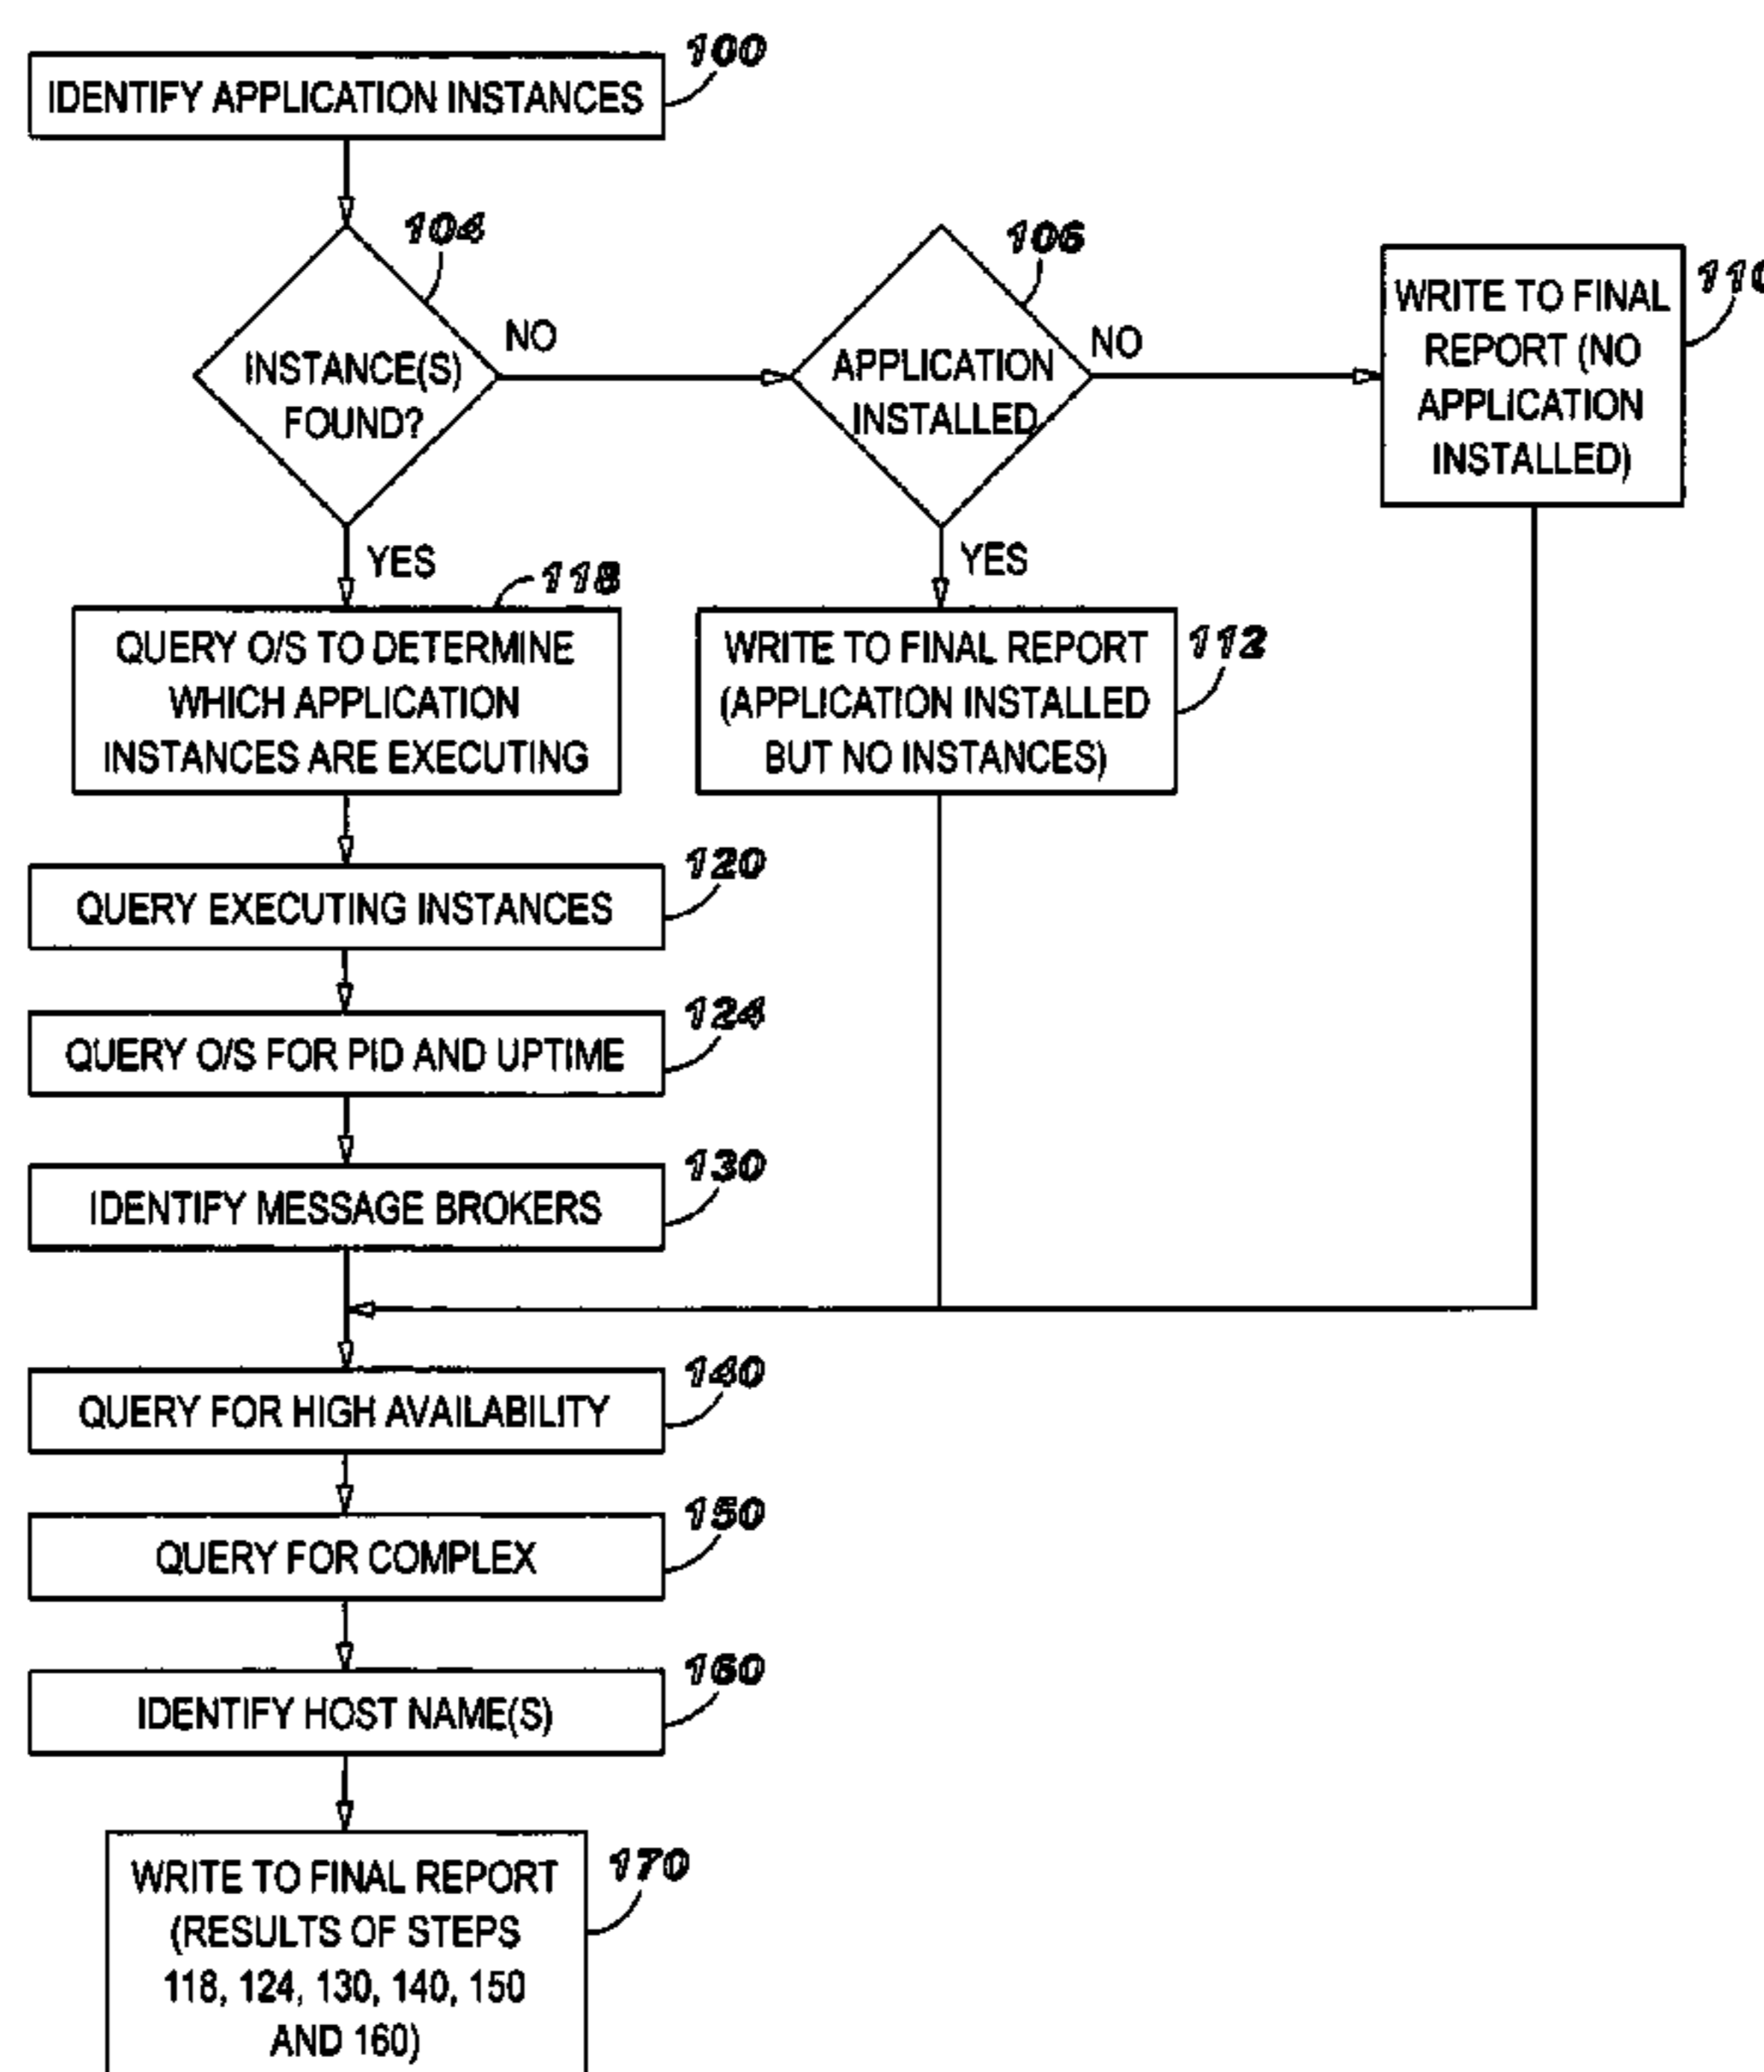 100
IDENTIFY APPLICATION INSTANCES
104
INSTANCE(S)
FOUND?
NO
106
APPLICATION
INSTALLED
NO
110
WRITE TO FINAL
REPORT (NO
APPLICATION
INSTALLED)
YES
118
QUERY O/S TO DETERMINE
WHICH APPLICATION
INSTANCES ARE EXECUTING
YES
WRITE TO FINAL REPORT
(APPLICATION INSTALLED
BUT NO INSTANCES)
112
120
QUERY EXECUTING INSTANCES
124
QUERY O/S FOR PID AND UPTIME
130
IDENTIFY MESSAGE BROKERS
140
QUERY FOR HIGH AVAILABILITY
150
QUERY FOR COMPLEX
160
IDENTIFY HOST NAME(S)
170
WRITE TO FINAL REPORT
(RESULTS OF STEPS
118, 124, 130, 140, 150
AND 160)